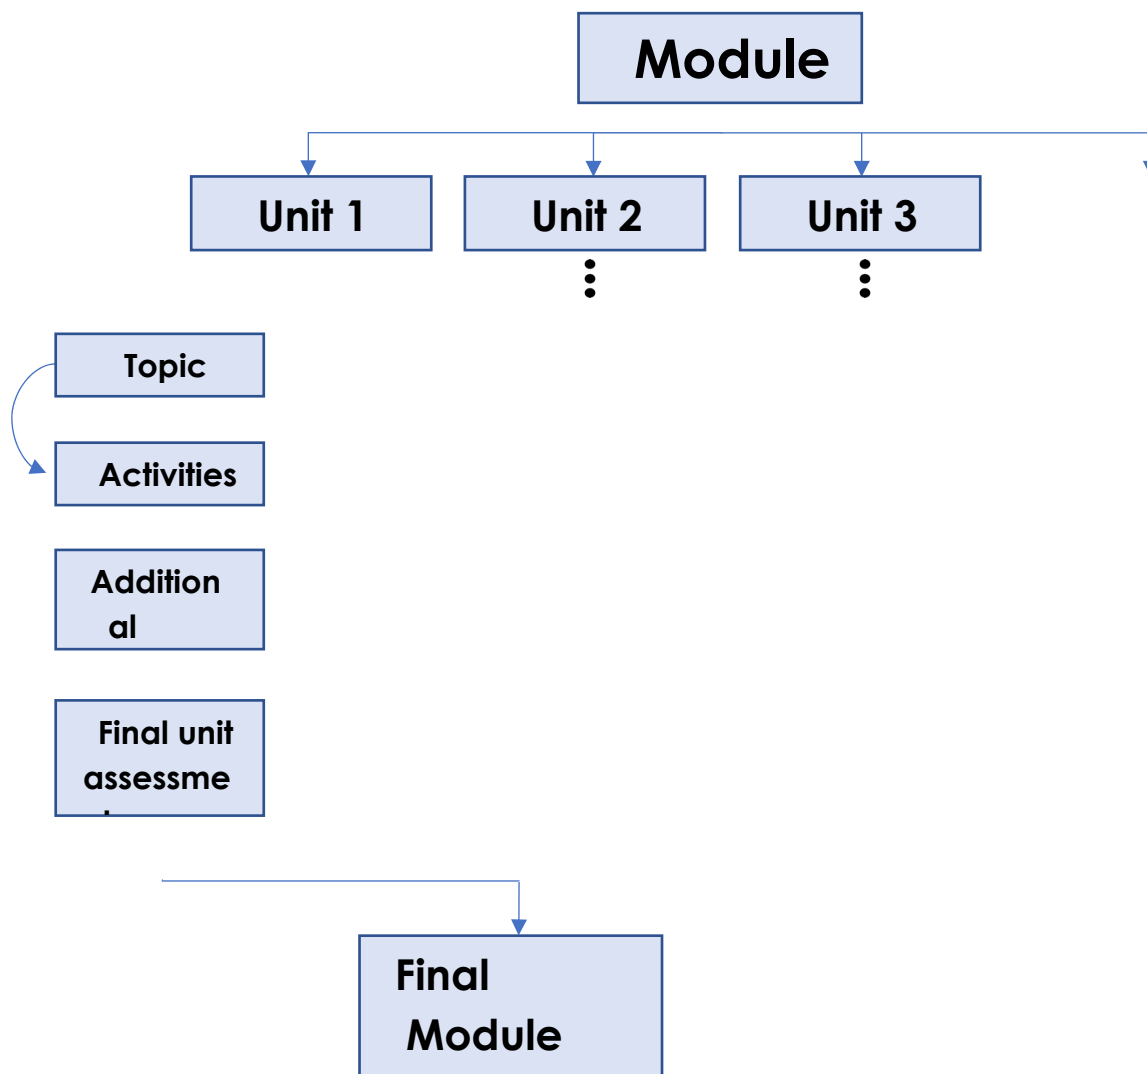 Module
Unit 1
Unit 2
Unit 3
Topic
Activities
Addition
al
Final unit
assessme
Final
Module